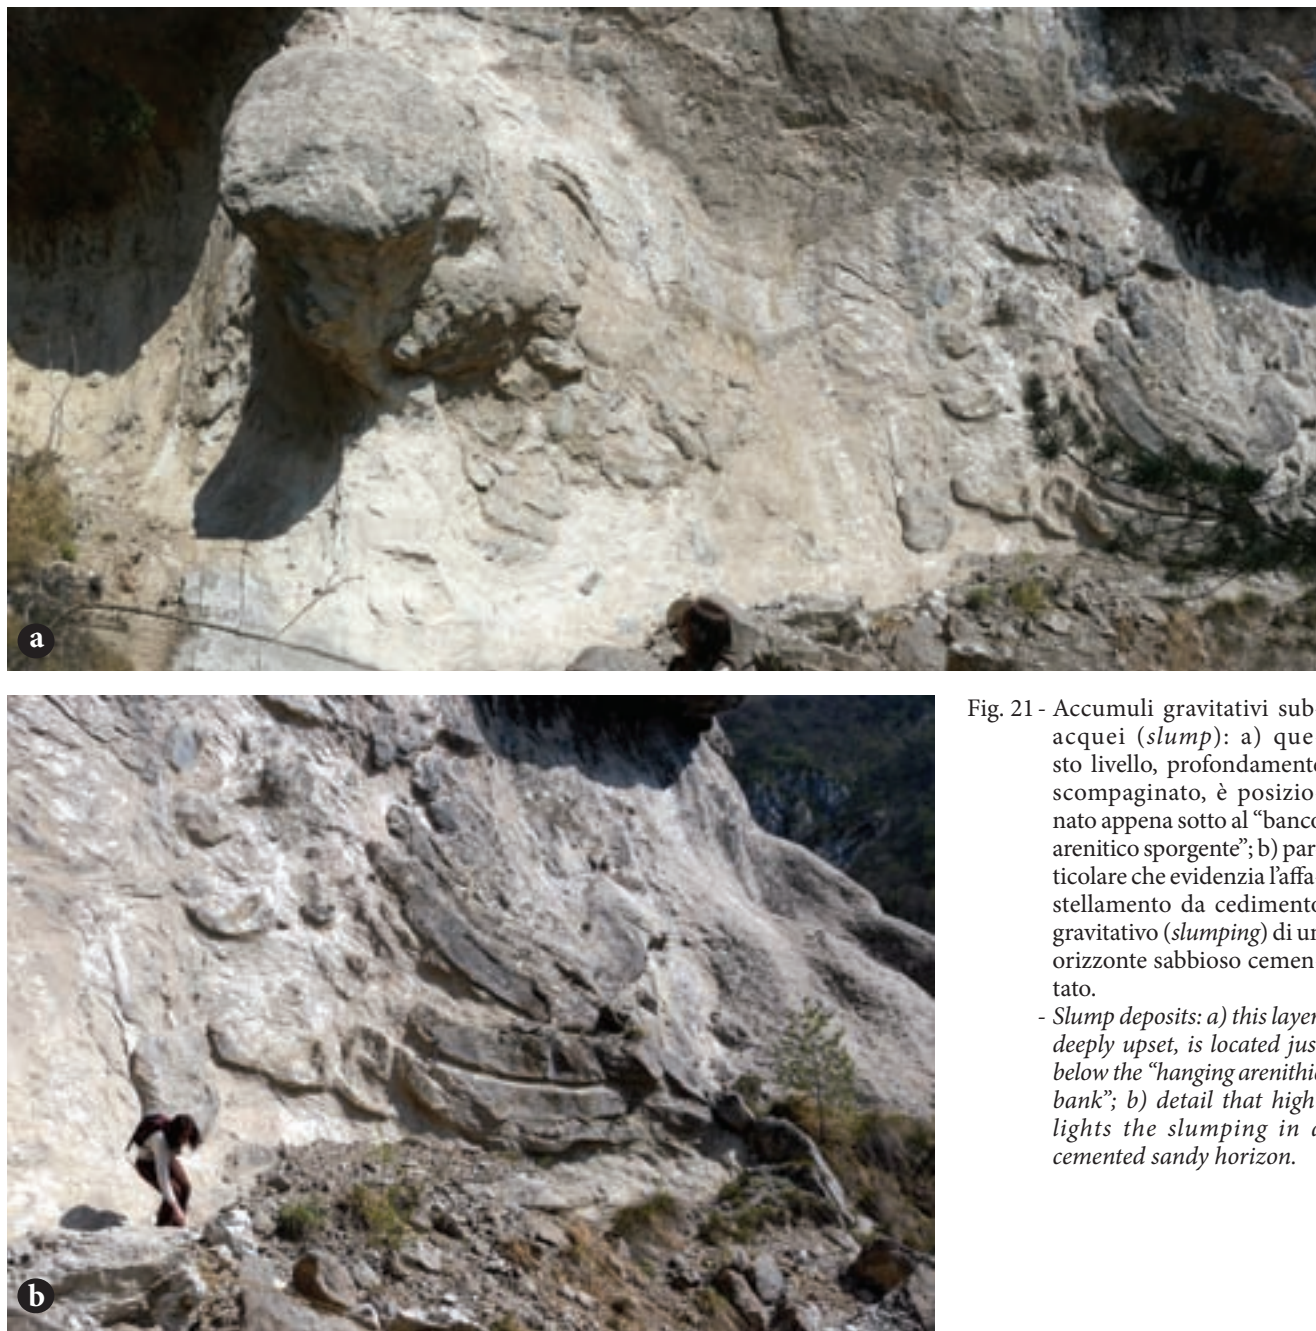 a
b
Fig. 21 - Accumuli gravitativi sub
acquei (slump): a) que
sto livello, profondamento
scompaginato, è posizio
nato appena sotto al “banco
arenitico sporgente”; b) par
ticolare che evidenzia l’affa
stellamento da cedimento
gravitativo (slumping) di un
orizzonte sabbioso cemen
tato.
- Slump deposits: a) this layer
deeply upset, is located jus
below the “hanging arenithic
bank”; b) detail that high
lights the slumping in a
cemented sandy horizon.